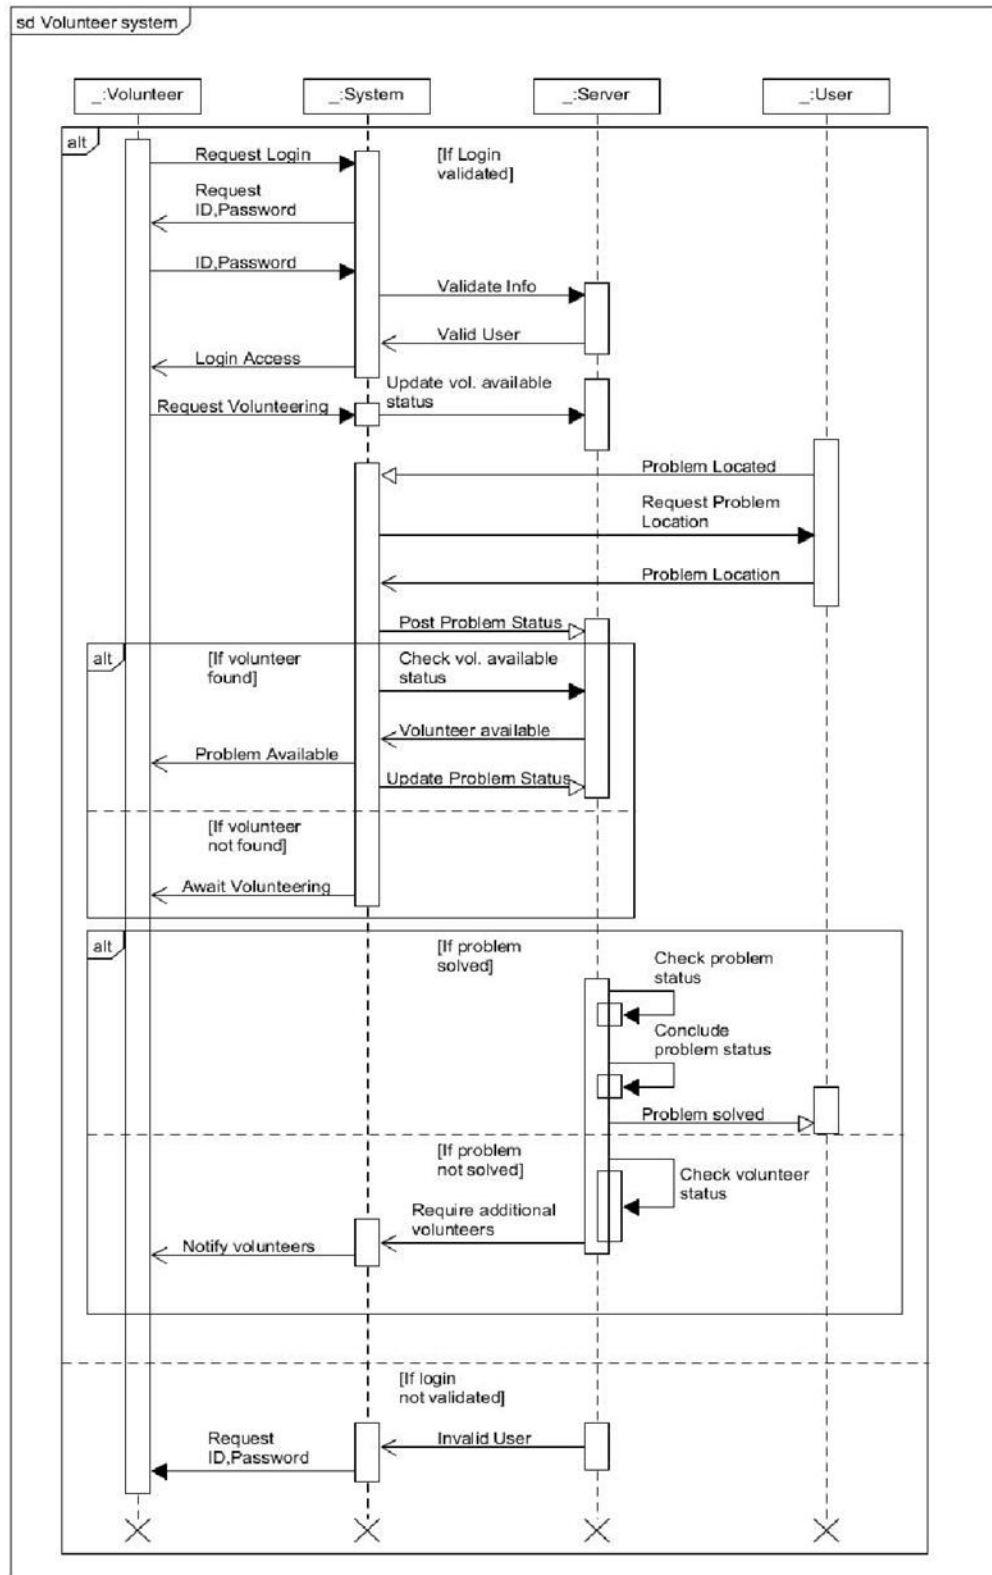 sd Volunteer system
_:Volunteer
_:System
_:Server
_:User
alt
Request Login
[If Login
validated]
Request
ID,Password
ID,Password
Validate Info
Valid User
Login Access
Update vol. available
status
Request Volunteering
Problem Located
Request Problem
Location
Problem Location
Post Problem Status
alt
[If volunteer
found]
Check vol. available
status
Volunteer available
Problem Available
Update Problem Status
[If volunteer
not found]
Await Volunteering
alt
[If problem
solved]
Check problem
status
Conclude
problem status
Problem solved
[If problem
not solved]
Check volunteer
status
Require additional
volunteers
Notify volunteers
[If login
not validated]
Request
ID,Password
Invalid User